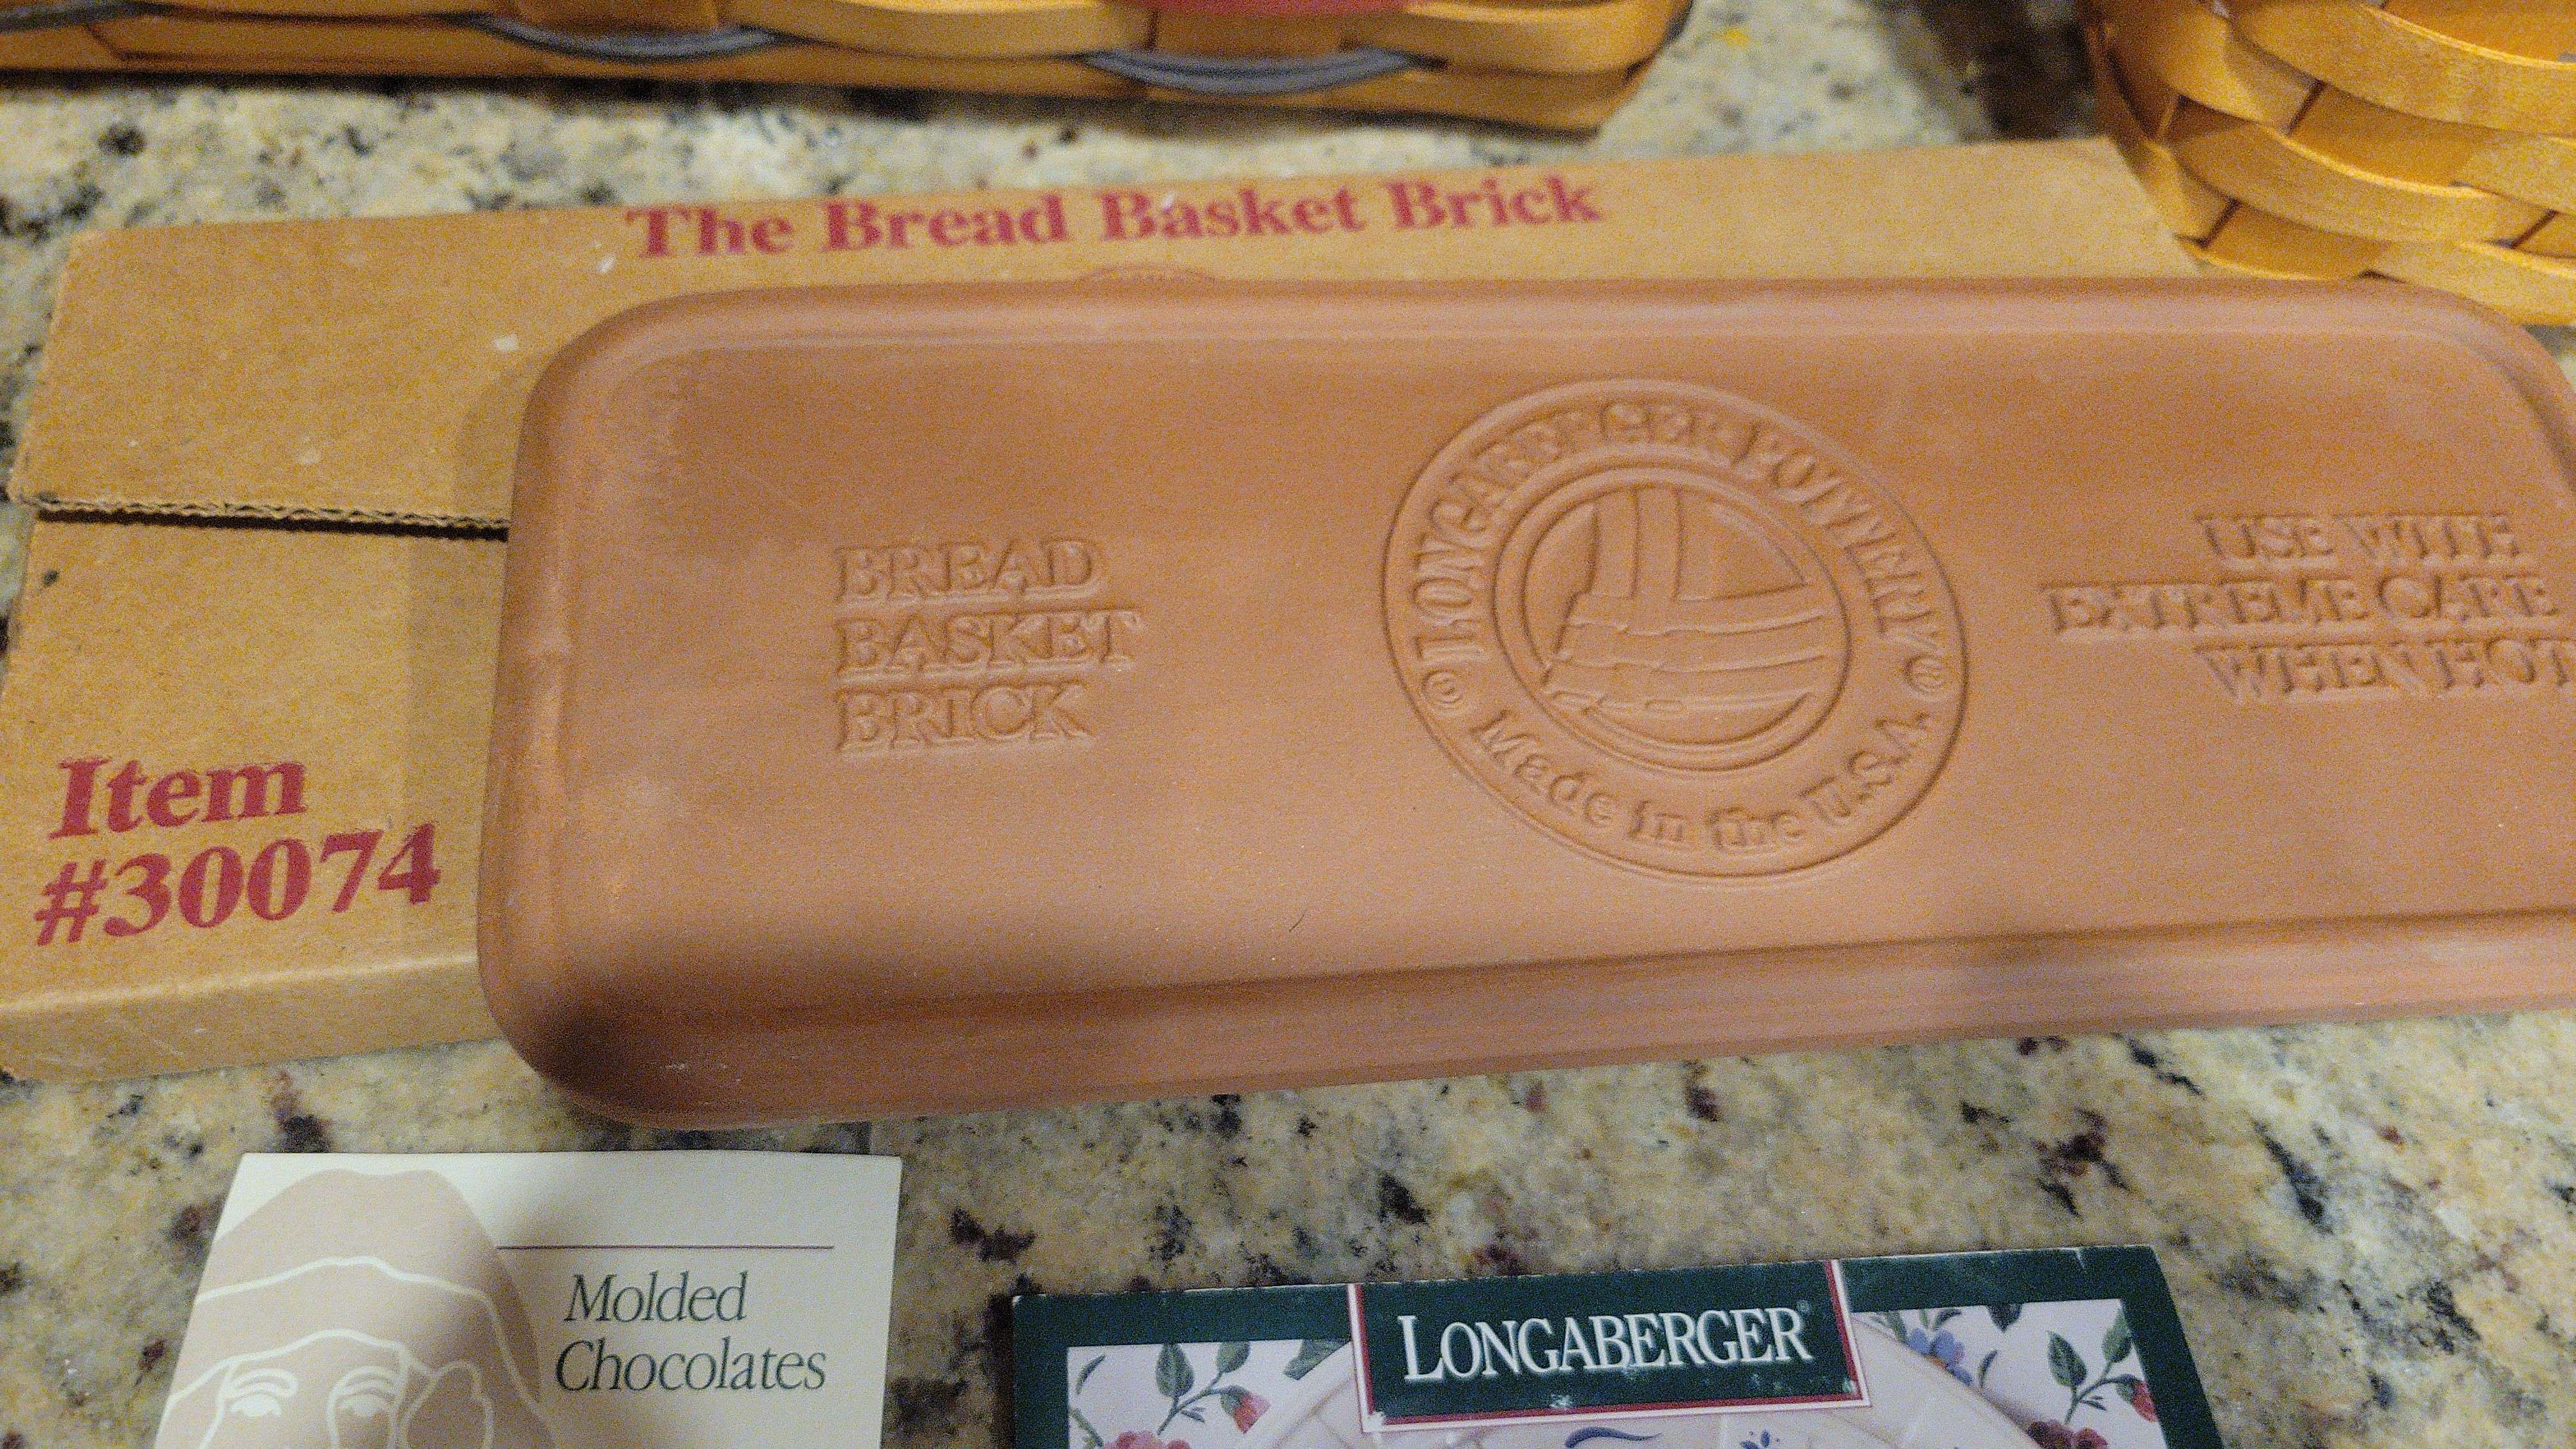 The Bread Basket Brick
BREAD
BASKET
BRICK
© LONGABERGER POTTERY ®
Made in the U.S.A.
USE WITH
EXTREME CARE
WHEN HOT
Item
#30074
Molded
Chocolates
LONGABERGER®